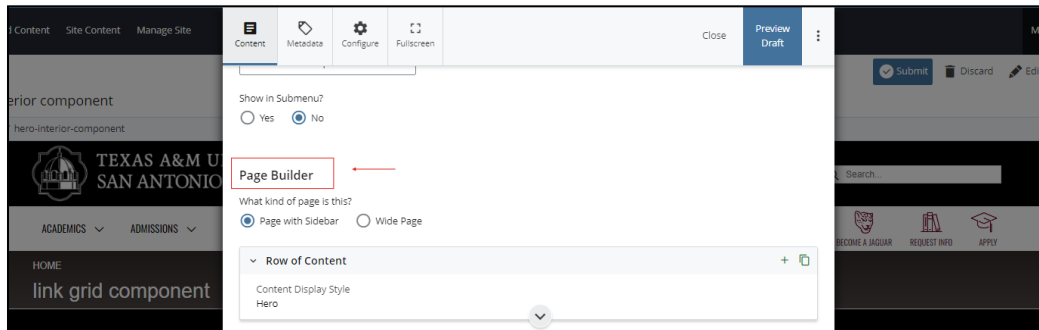 d Content Site Content Manage Site
Content Metadata Configure Fullscreen Close Preview Draft
M
Submit Discard Edi
erior component
hero-interior-component
Show in Submenu?
Yes No
TEXAS A&M U
SAN ANTONIO
Search...
Page Builder
What kind of page is this?
Page with Sidebar Wide Page
ACADEMICS ADMISSIONS
BECOME A JAGUAR REQUEST INFO APPLY
Row of Content
HOME
link grid component
Content Display Style
Hero